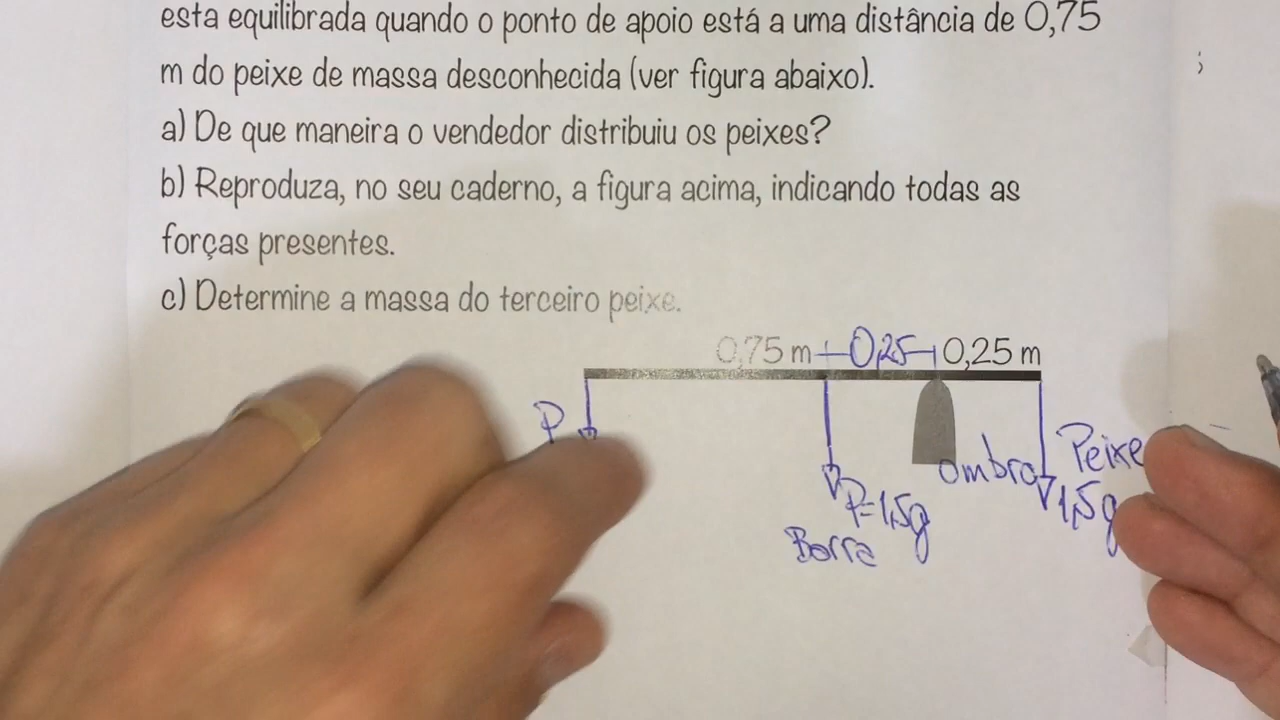 esta equilibrada quando o ponto de apoio está a uma distância de 0,75
m do peixe de massa desconhecida (ver figura abaixo).
a) De que maneira o vendedor distribuiu os peixes?
b) Reproduza, no seu caderno, a figura acima, indicando todas as
forças presentes.
c) Determine a massa do terceiro peixe.
0,75 m 0,25 0,25 m
P
ombro Peixe
P=1,5g 1,5g
Barra